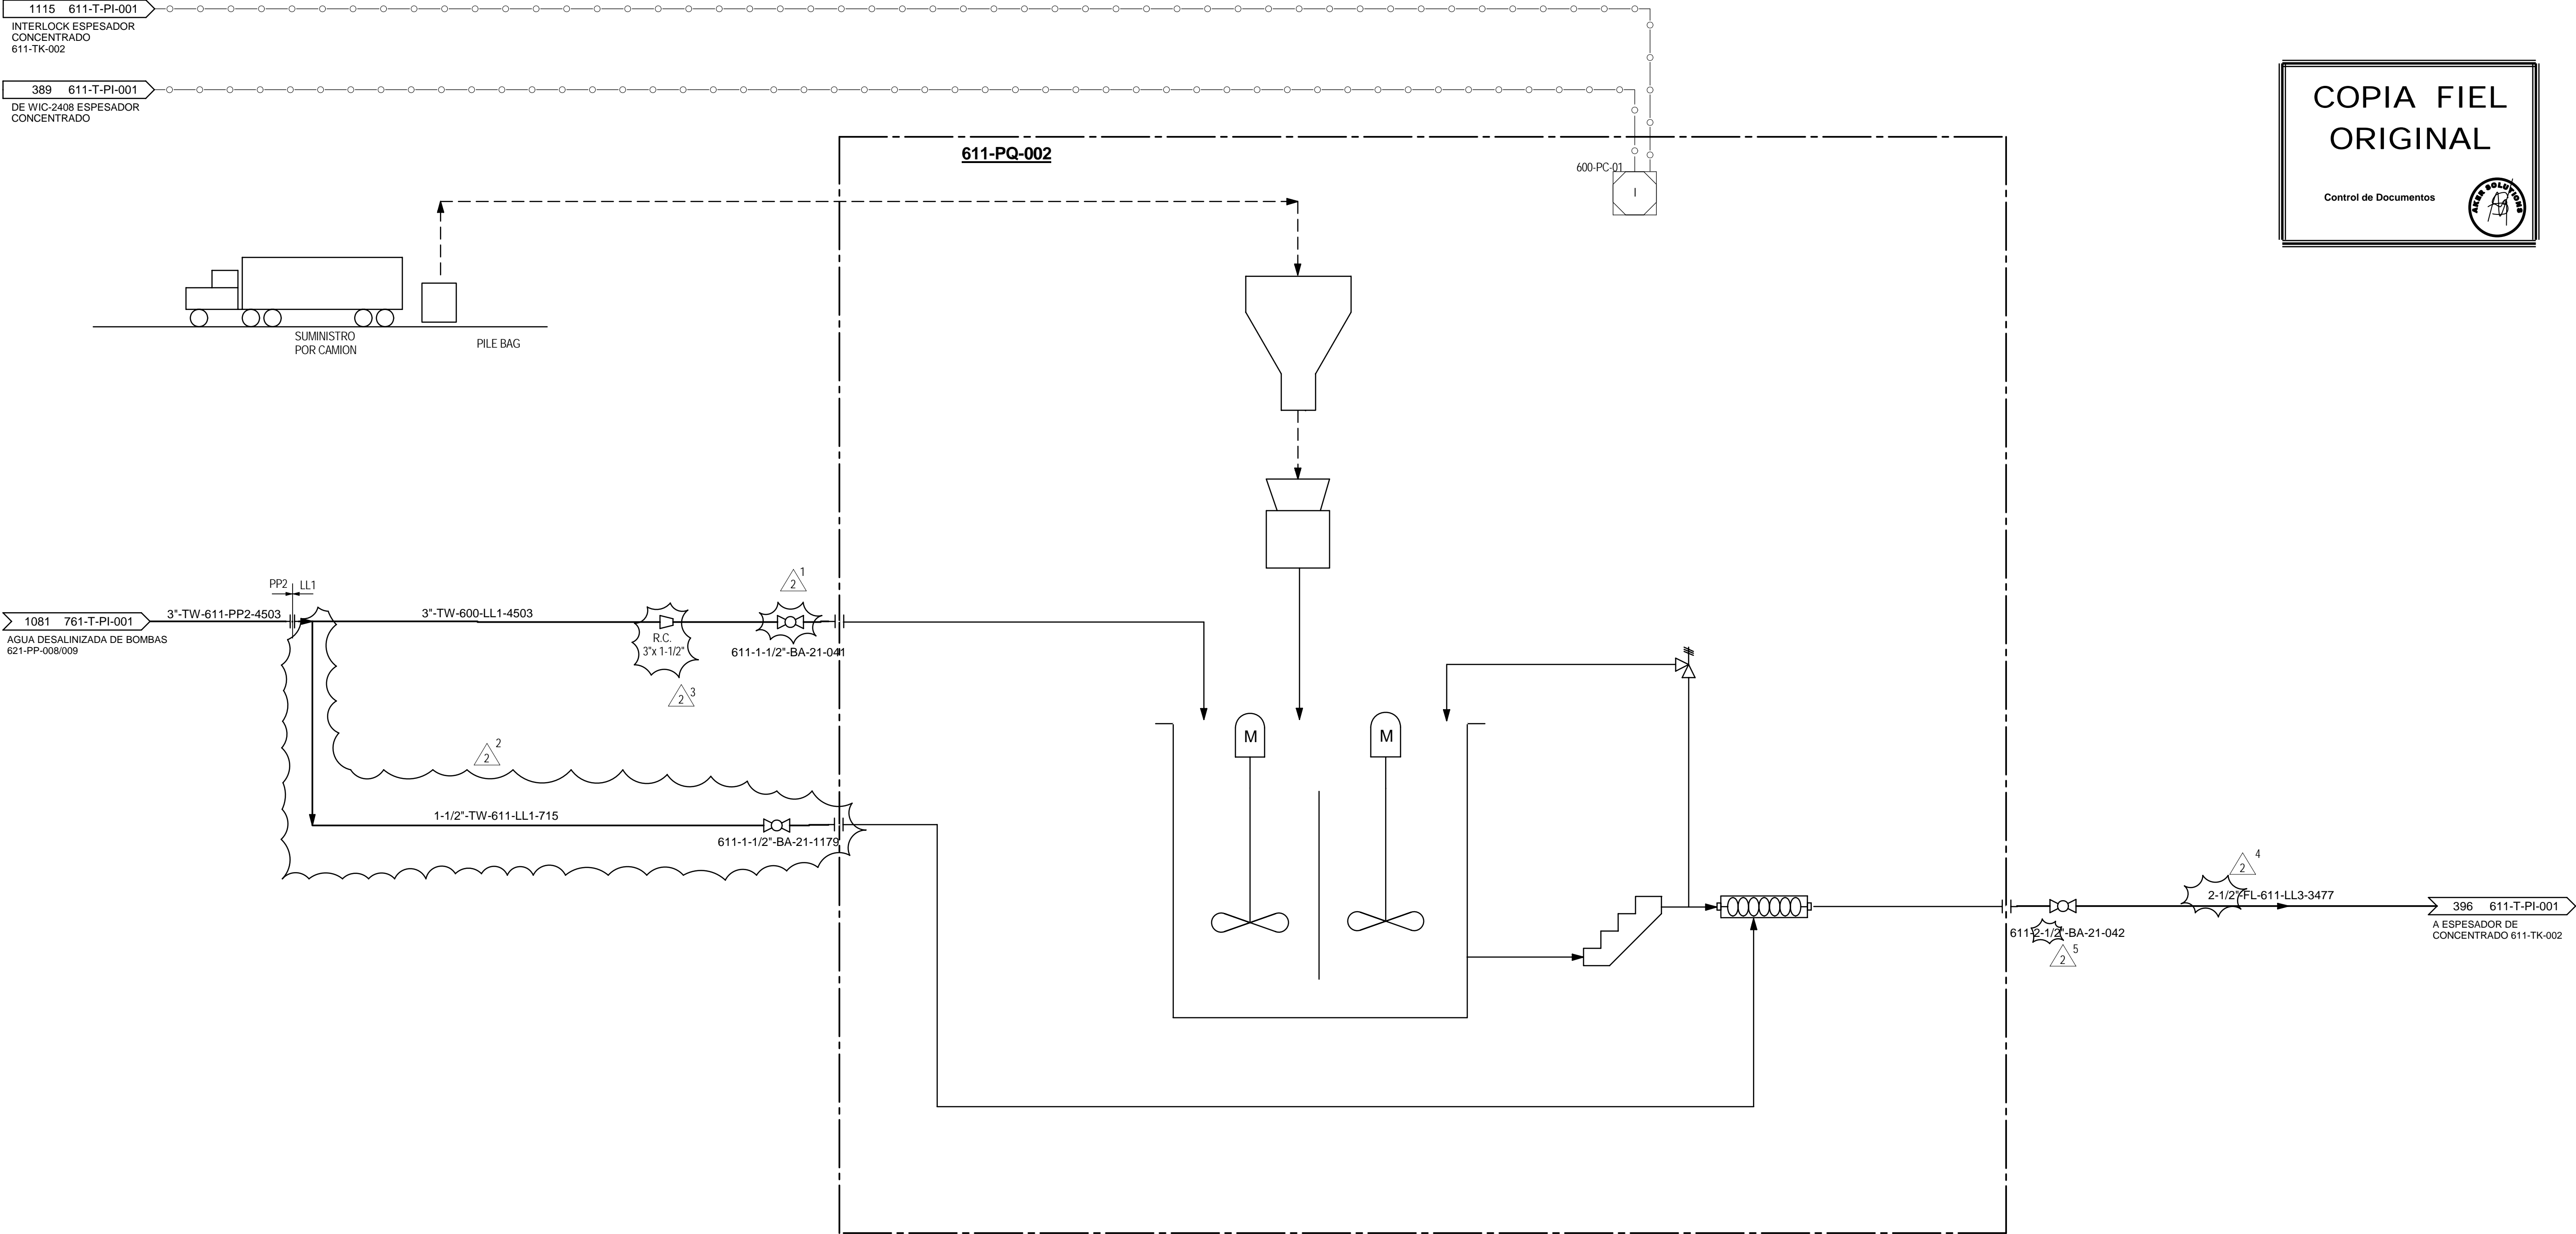 1115 611-T-PI-001
INTERLOCK ESPESADOR
CONCENTRADO
611-TK-002
389 611-T-PI-001
DE WIC-2408 ESPESADOR
CONCENTRADO
COPIA FIEL
ORIGINAL
Control de Documentos
AKER SOLUTIONS
611-PQ-002
600-PC-01
I
SUMINISTRO
POR CAMION
PILE BAG
PP2 LL1
1081 761-T-PI-001
AGUA DESALINIZADA DE BOMBAS
621-PP-008/009
3"-TW-611-PP2-4503
3"-TW-600-LL1-4503
R.C.
3"x 1-1/2"
2 3
2 1
611-1-1/2"-BA-21-041
2 2
1-1/2"-TW-611-LL1-715
611-1-1/2"-BA-21-1179
M
M
2 4
2-1/2"-FL-611-LL3-3477
611-2-1/2"-BA-21-042
2 5
396 611-T-PI-001
A ESPESADOR DE
CONCENTRADO 611-TK-002